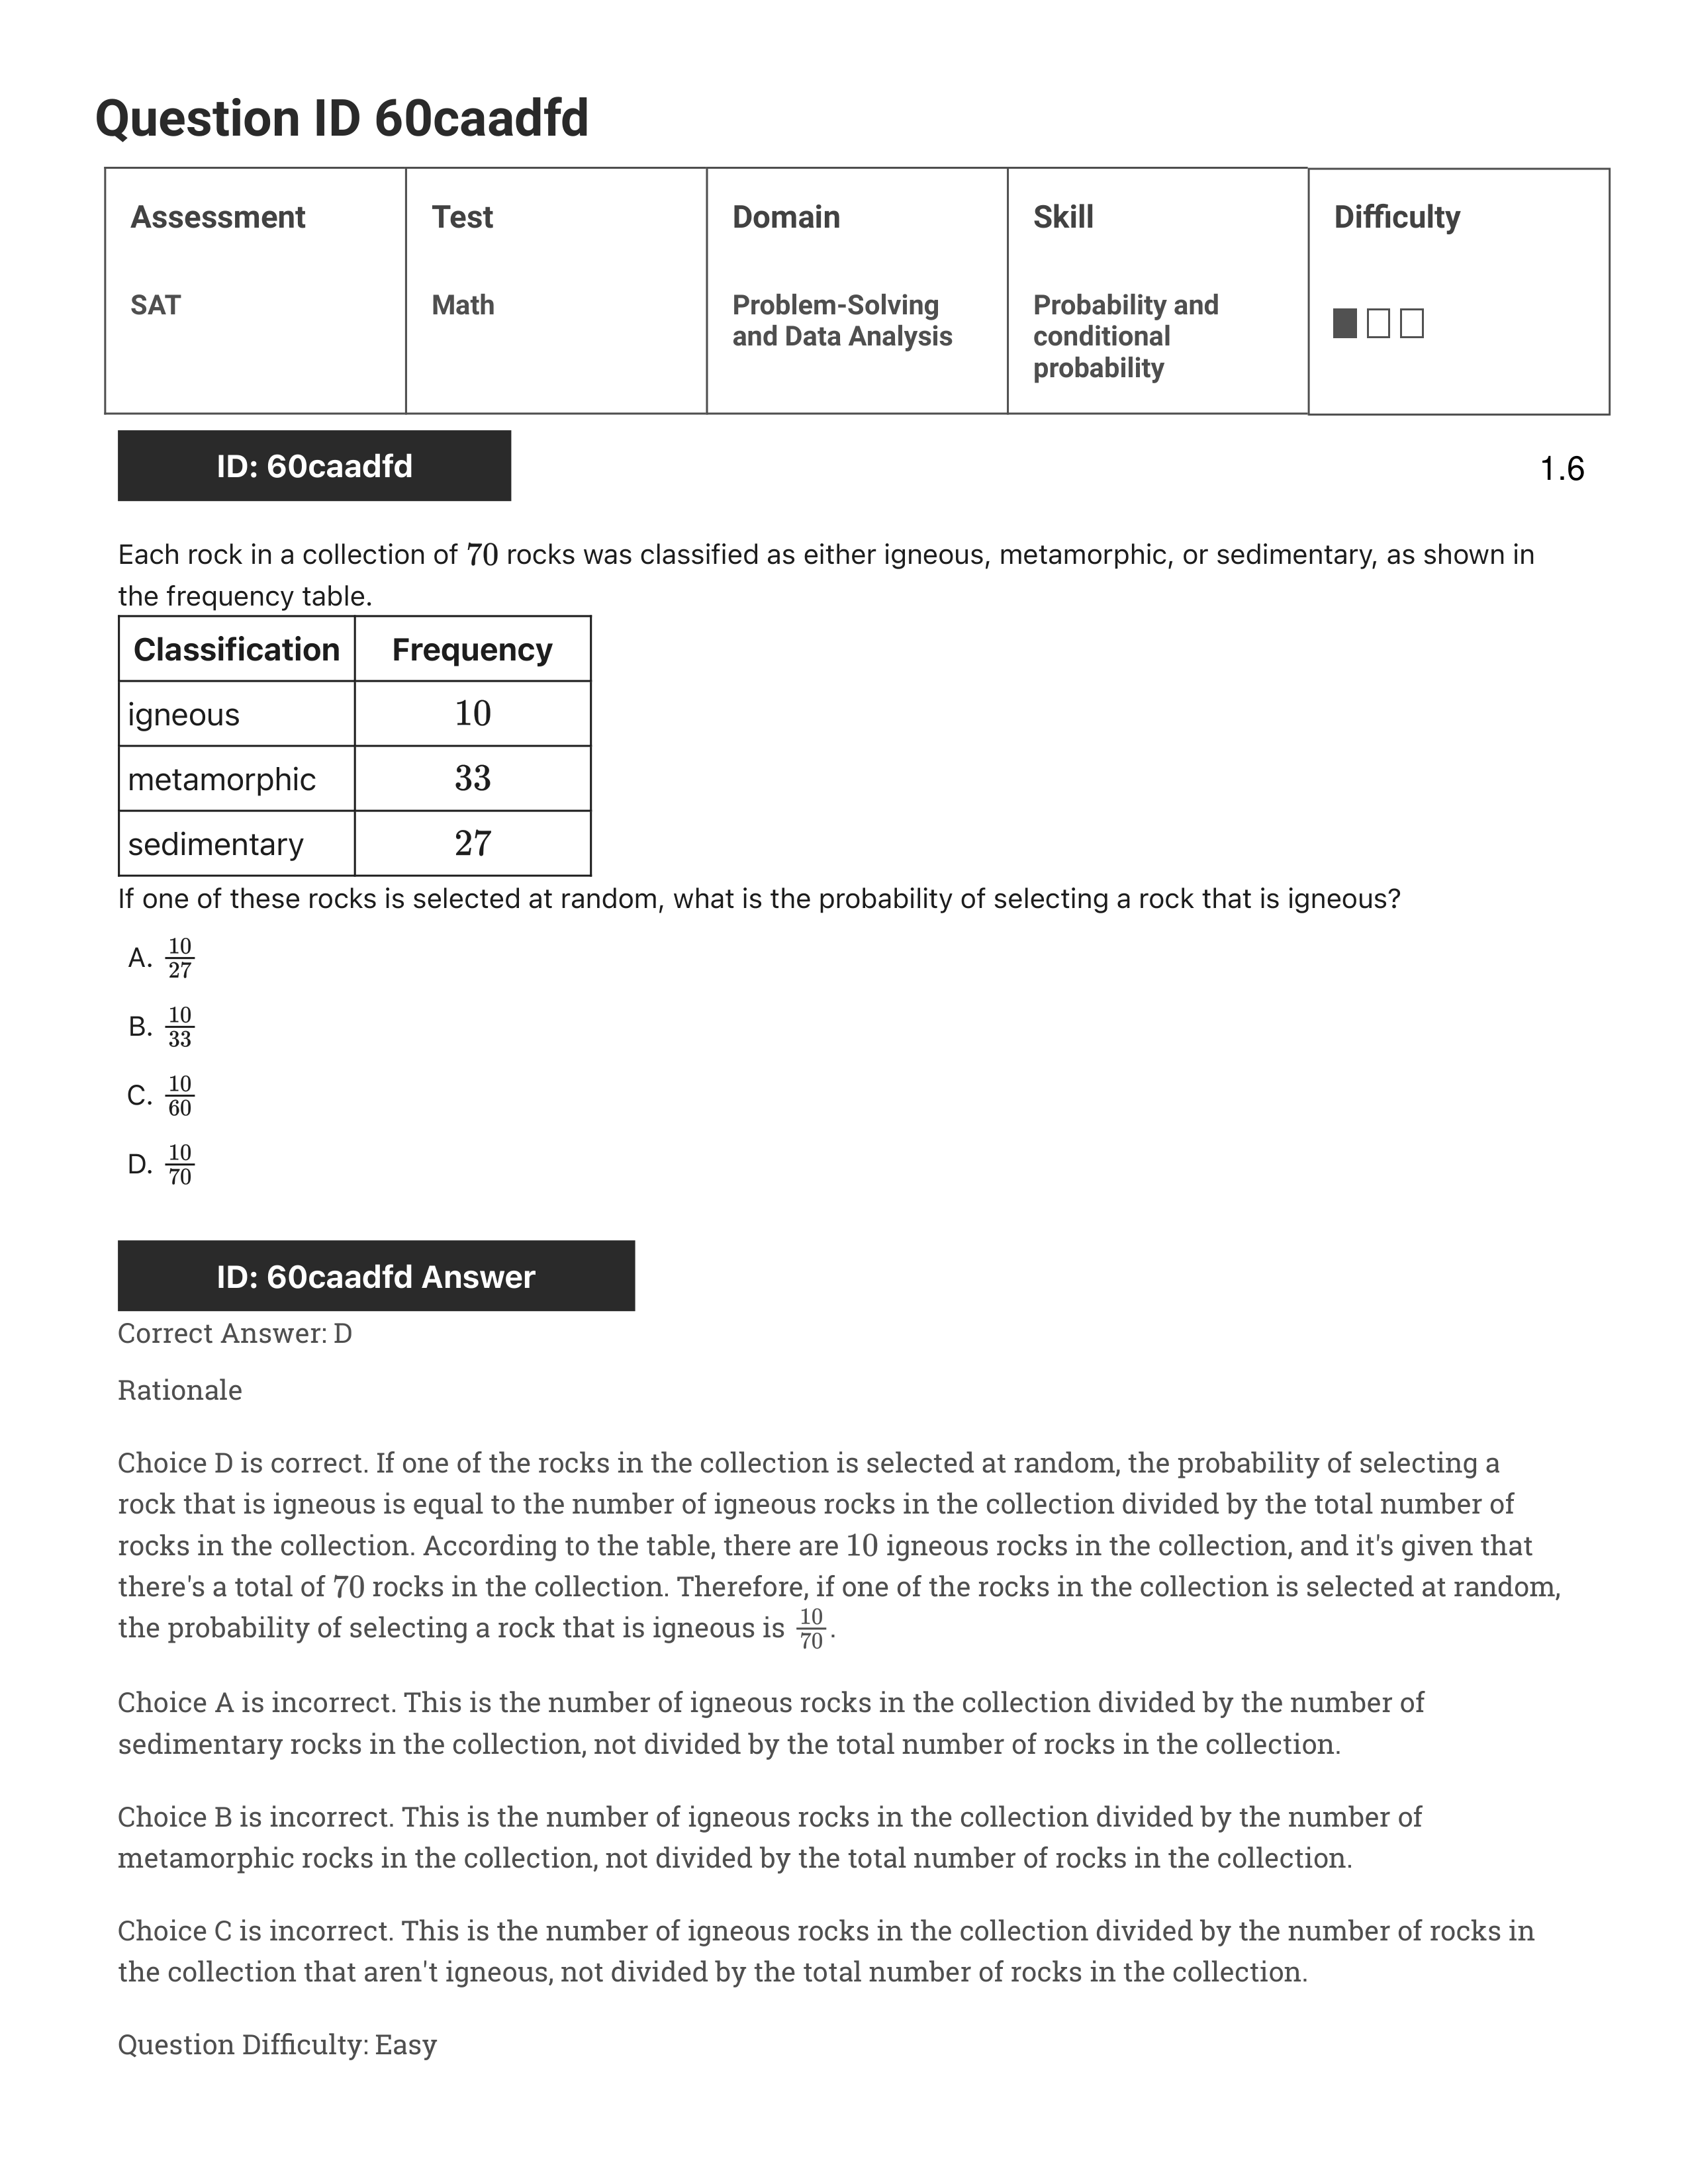 Question ID 60caadfd
Assessment Test Domain Skill Difficulty
SAT Math Problem-Solving and Data Analysis Probability and conditional probability
ID: 60caadfd
1.6
Each rock in a collection of 70 rocks was classified as either igneous, metamorphic, or sedimentary, as shown in
the frequency table.
Classification Frequency
igneous 10
metamorphic 33
sedimentary 27
If one of these rocks is selected at random, what is the probability of selecting a rock that is igneous?
A. 10/27
B. 10/33
C. 10/60
D. 10/70
ID: 60caadfd Answer
Correct Answer: D
Rationale
Choice D is correct. If one of the rocks in the collection is selected at random, the probability of selecting a
rock that is igneous is equal to the number of igneous rocks in the collection divided by the total number of
rocks in the collection. According to the table, there are 10 igneous rocks in the collection, and it's given that
there's a total of 70 rocks in the collection. Therefore, if one of the rocks in the collection is selected at random,
the probability of selecting a rock that is igneous is 10/70.
Choice A is incorrect. This is the number of igneous rocks in the collection divided by the number of
sedimentary rocks in the collection, not divided by the total number of rocks in the collection.
Choice B is incorrect. This is the number of igneous rocks in the collection divided by the number of
metamorphic rocks in the collection, not divided by the total number of rocks in the collection.
Choice C is incorrect. This is the number of igneous rocks in the collection divided by the number of rocks in
the collection that aren't igneous, not divided by the total number of rocks in the collection.
Question Difficulty: Easy